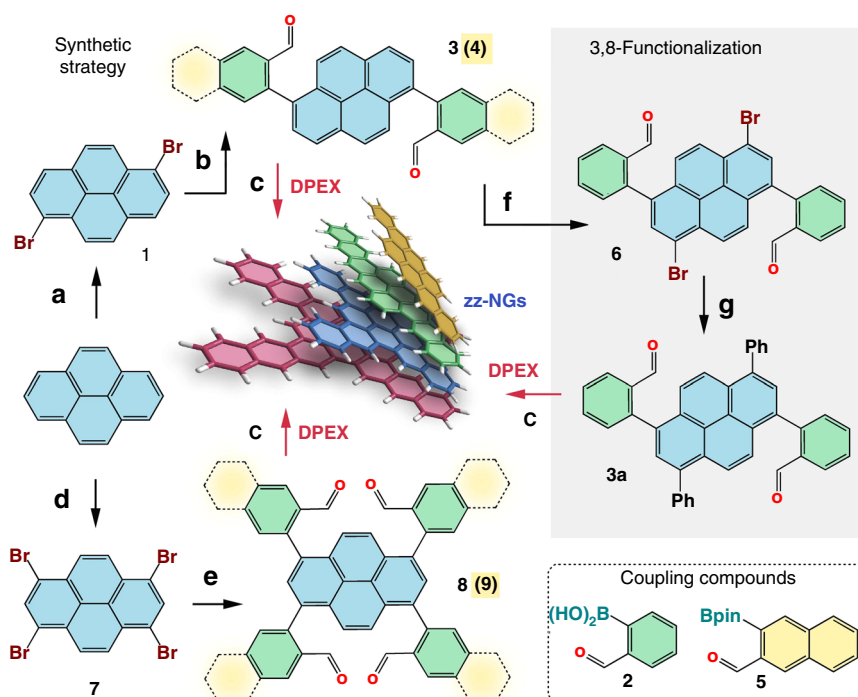 Synthetic
strategy
O
3 (4)
3,8-Functionalization
Br
b
O
c
DPEX
f
O
Br
Br
1
6
O
Br
a
zz-NGs
g
Ph
DPEX
O
C
C
DPEX
3a
O
Ph
d
O
O
Br
Br
e
8 (9)
Coupling compounds
(HO)₂B
Bpin
Br
Br
O
O
O
O
7
2
5